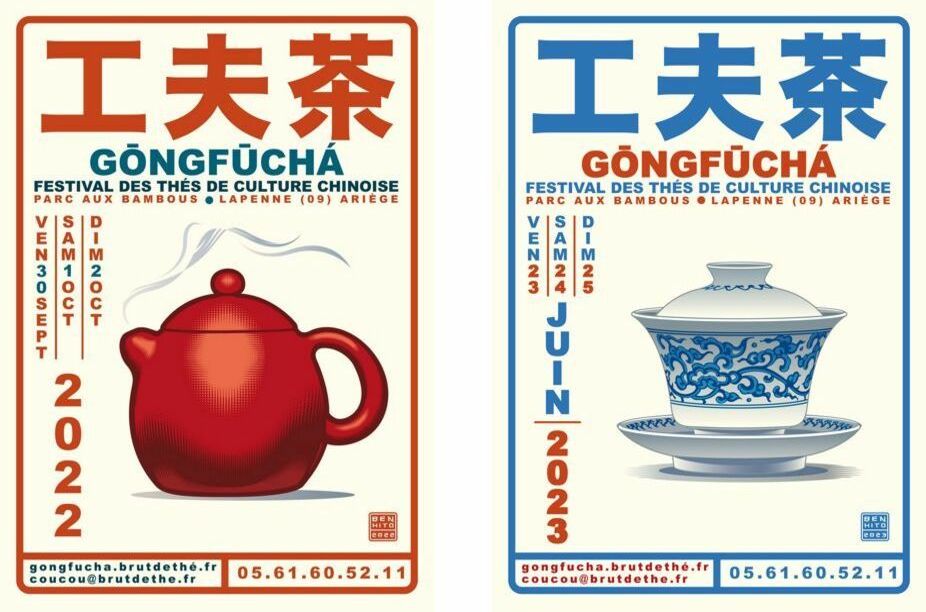 工夫茶
GŌNGFŪCHÁ
FESTIVAL DES THÉS DE CULTURE CHINOISE
PARC AUX BAMBOUS ● LAPENNE (09) ARIÈGE
VEN 30 SEPT
SAM 1 OCT
DIM 2 OCT
2022
BEN
HITO
2022
gongfucha.brutdethé.fr
coucou@brutdethe.fr
05.61.60.52.11
工夫茶
GŌNGFŪCHÁ
FESTIVAL DES THÉS DE CULTURE CHINOISE
PARC AUX BAMBOUS ● LAPENNE (09) ARIÈGE
VEN 23
SAM 24
DIM 25
JUIN
2023
BEN
HITO
2023
gongfucha.brutdethé.fr
coucou@brutdethe.fr
05.61.60.52.11